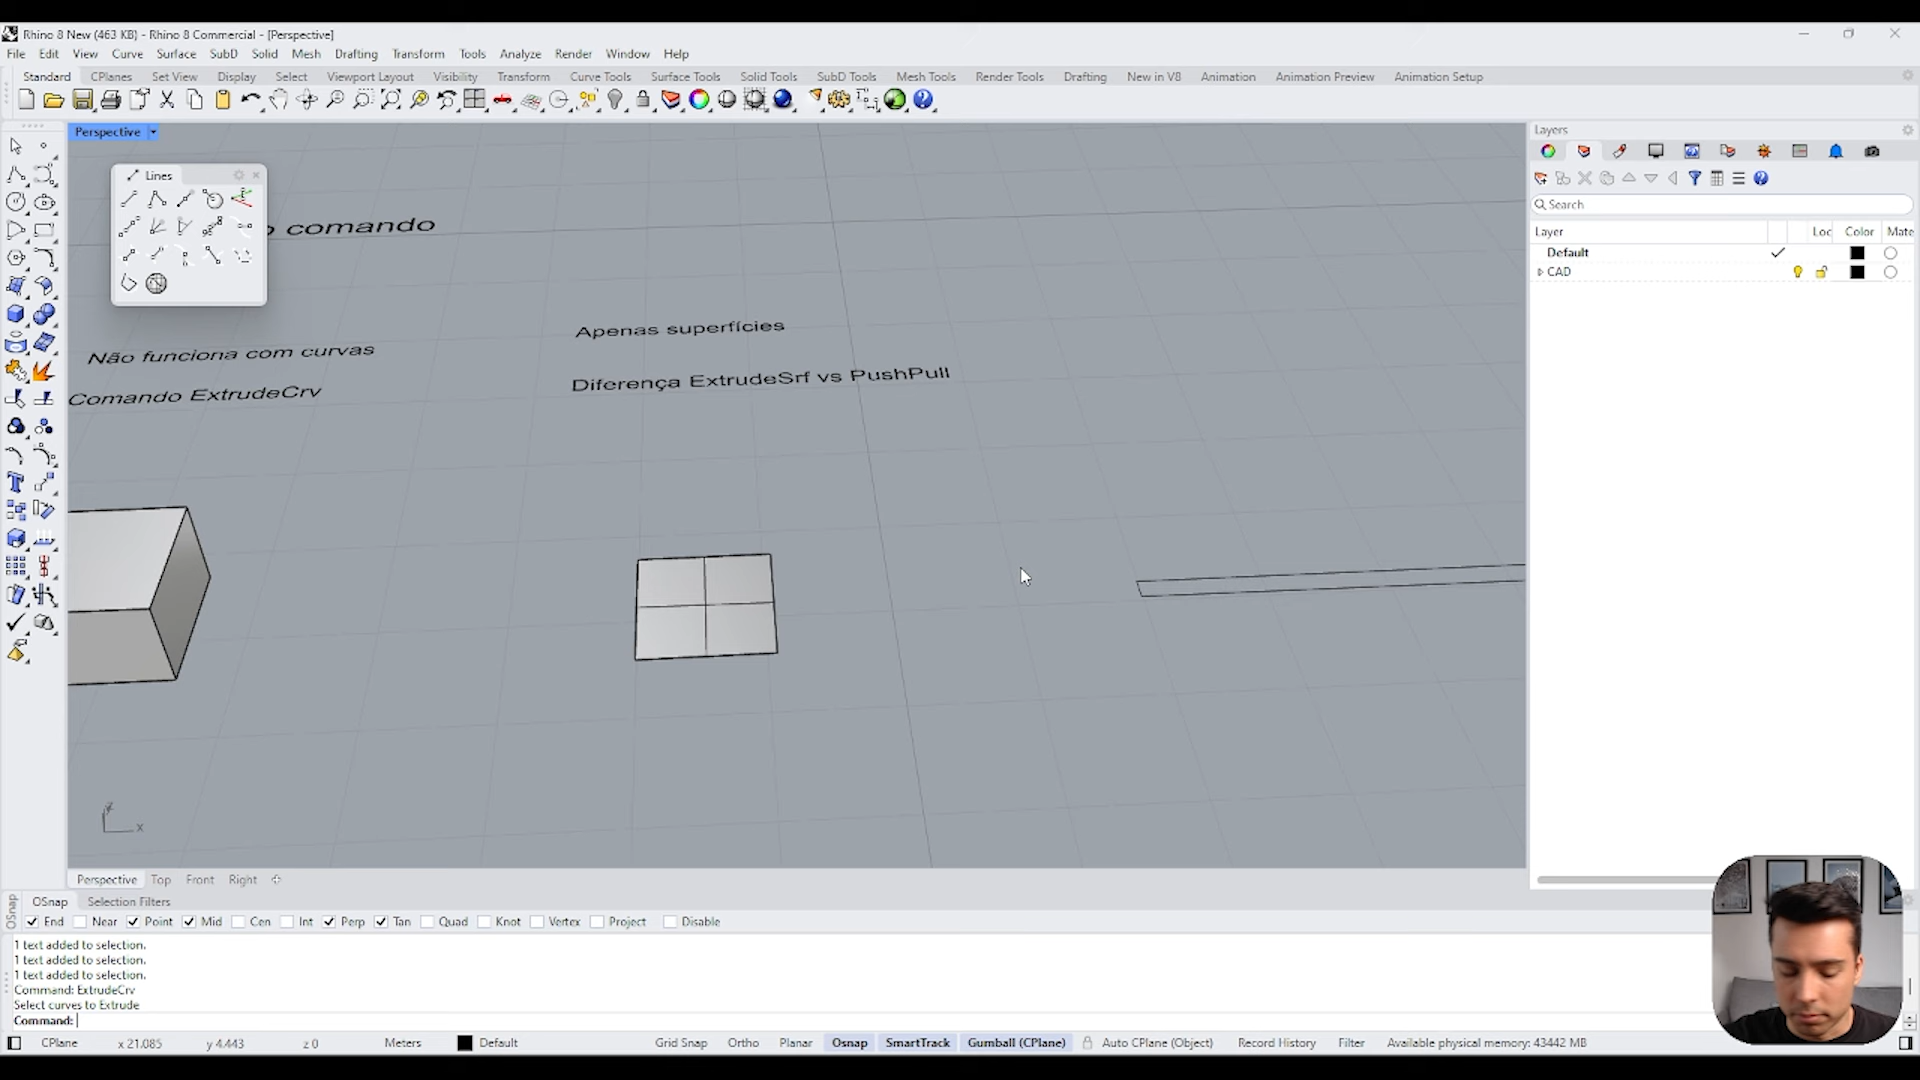 Rhino 8 New (463 KB) - Rhino 8 Commercial - [Perspective]
File Edit View Curve Surface SubD Solid Mesh Drafting Transform Tools Analyze Render Window Help
Standard CPlanes Set View Display Select Viewport Layout Visibility Transform Curve Tools Surface Tools Solid Tools SubD Tools Mesh Tools Render Tools Drafting New in V8 Animation Animation Preview Animation Setup
Perspective
Lines
o comando
Apenas superfícies
Não funciona com curvas
Diferença ExtrudeSrf vs PushPull
Comando ExtrudeCrv
y
x
Layers
Search
Layer Loc Color Mate
Default
CAD
Perspective Top Front Right
OSnap
OSnap Selection Filters
End Near Point Mid Cen Int Perp Tan Quad Knot Vertex Project Disable
1 text added to selection.
1 text added to selection.
1 text added to selection.
Command: ExtrudeCrv
Select curves to Extrude
Command:
CPlane x 21.085 y 4.443 z 0 Meters Default Grid Snap Ortho Planar Osnap SmartTrack Gumball (CPlane) Auto CPlane (Object) Record History Filter Available physical memory: 43442 MB